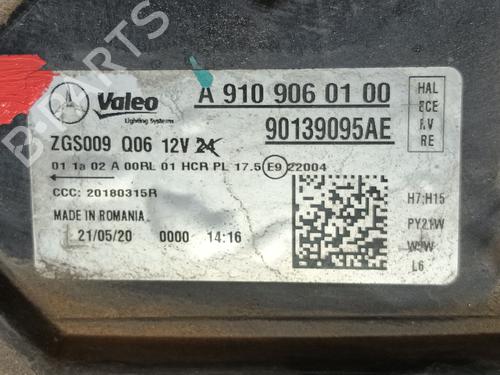 B-PARTS
Valeo
Lighting Systems
A 910 906 01 00
90139095AE
ZGS009 Q06 12V 24
01 1a 02 A 00RL 01 HCR PL 17.5 E9 22004
CCC: 20180315R
MADE IN ROMANIA
21/05/20 0000 14:16
HAL
ECE
RE
H7;H15
PY21W
W5W
L6